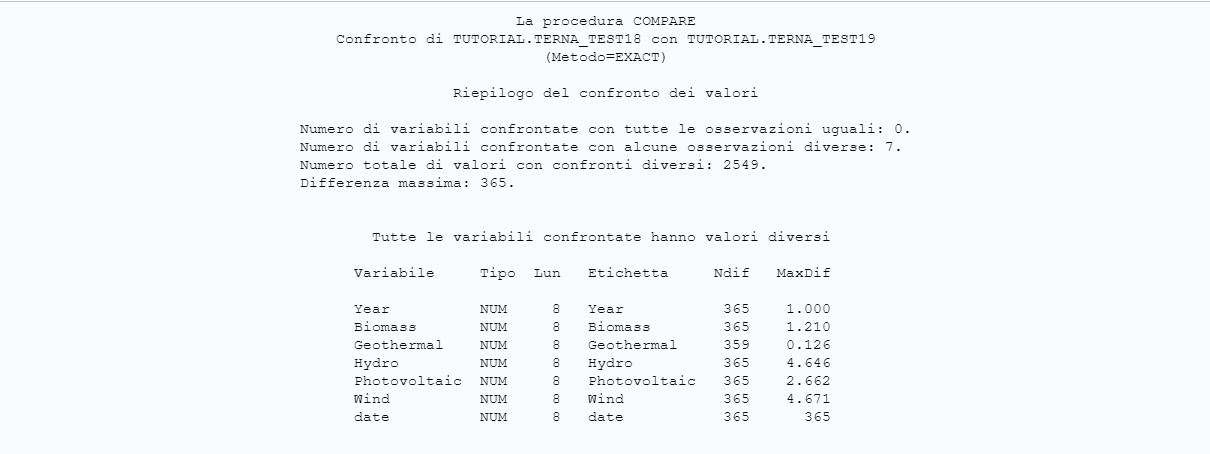 La procedura COMPARE
Confronto di TUTORIAL.TERNA_TEST18 con TUTORIAL.TERNA_TEST19
(Metodo=EXACT)
Riepilogo del confronto dei valori
Numero di variabili confrontate con tutte le osservazioni uguali: 0.
Numero di variabili confrontate con alcune osservazioni diverse: 7.
Numero totale di valori con confronti diversi: 2549.
Differenza massima: 365.
Tutte le variabili confrontate hanno valori diversi
Variabile Tipo Lun Etichetta Ndif MaxDif
Year NUM 8 Year 365 1.000
Biomass NUM 8 Biomass 365 1.210
Geothermal NUM 8 Geothermal 359 0.126
Hydro NUM 8 Hydro 365 4.646
Photovoltaic NUM 8 Photovoltaic 365 2.662
Wind NUM 8 Wind 365 4.671
date NUM 8 date 365 365